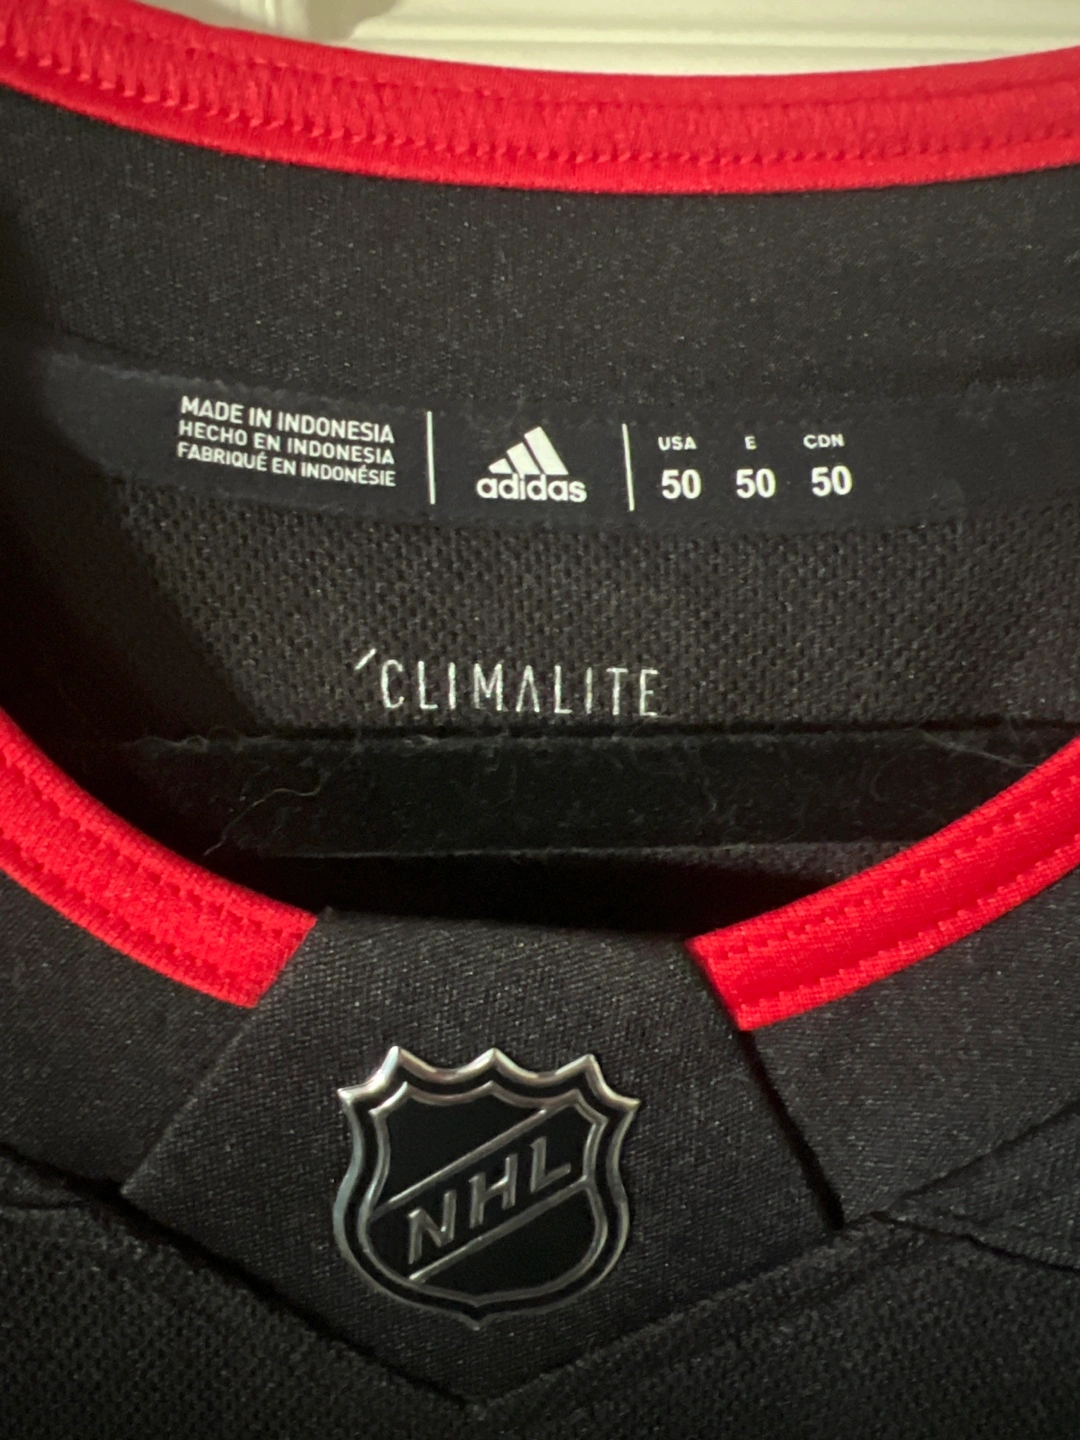 MADE IN INDONESIA
HECHO EN INDONESIA
FABRIQUÉ EN INDONÉSIE
adidas
USA E CDN
50 50 50
CLIMALITE
NHL